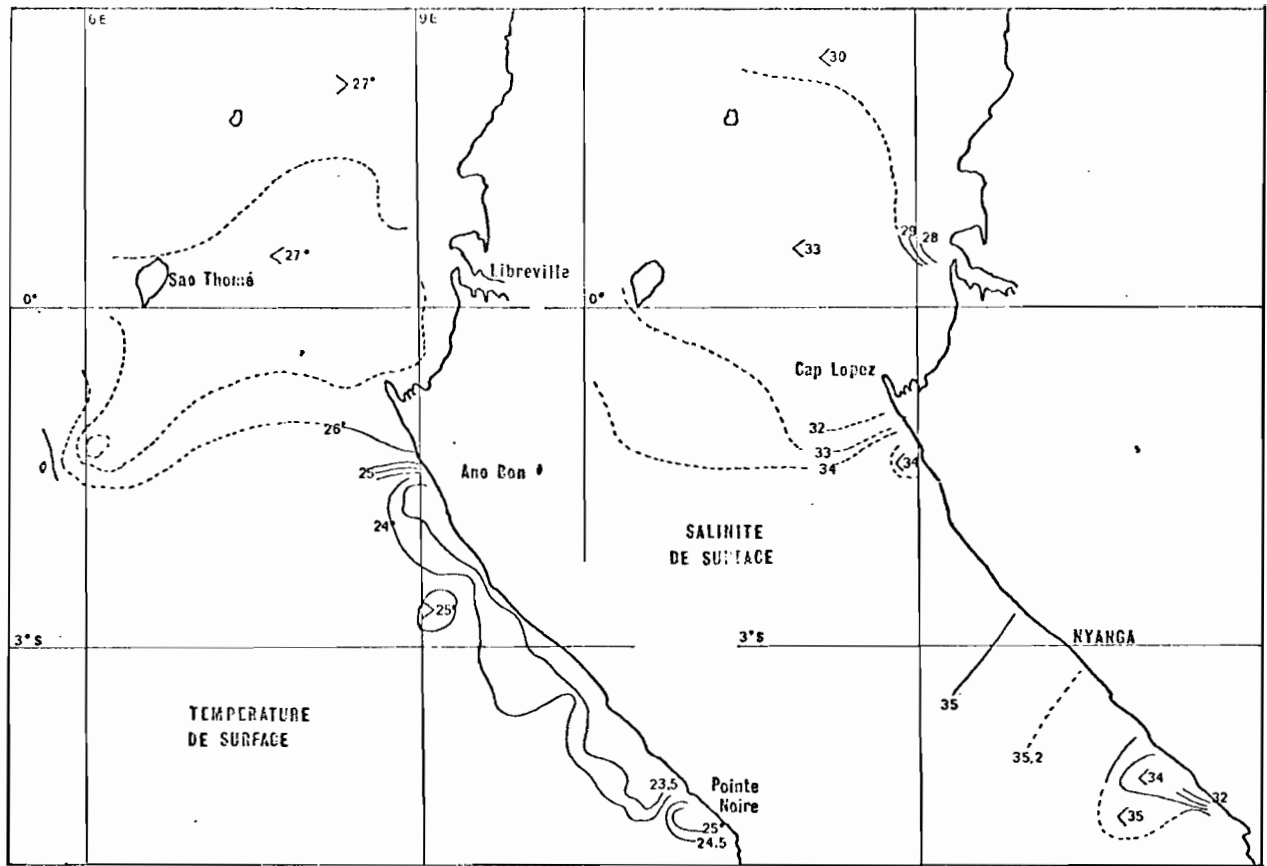 6E
9E
>27°
<27°
Sao Thomé
Libreville
0°
26°
25
Ano Bon
24°
>25°
3°S
TEMPERATURE
DE SURFACE
23,5
Pointe
Noire
25°
24.5
<30
29
28
<33
0°
Cap Lopez
32
33
34
<34
SALINITE
DE SURFACE
3°S
NYANGA
35
35,2
<34
32
<35